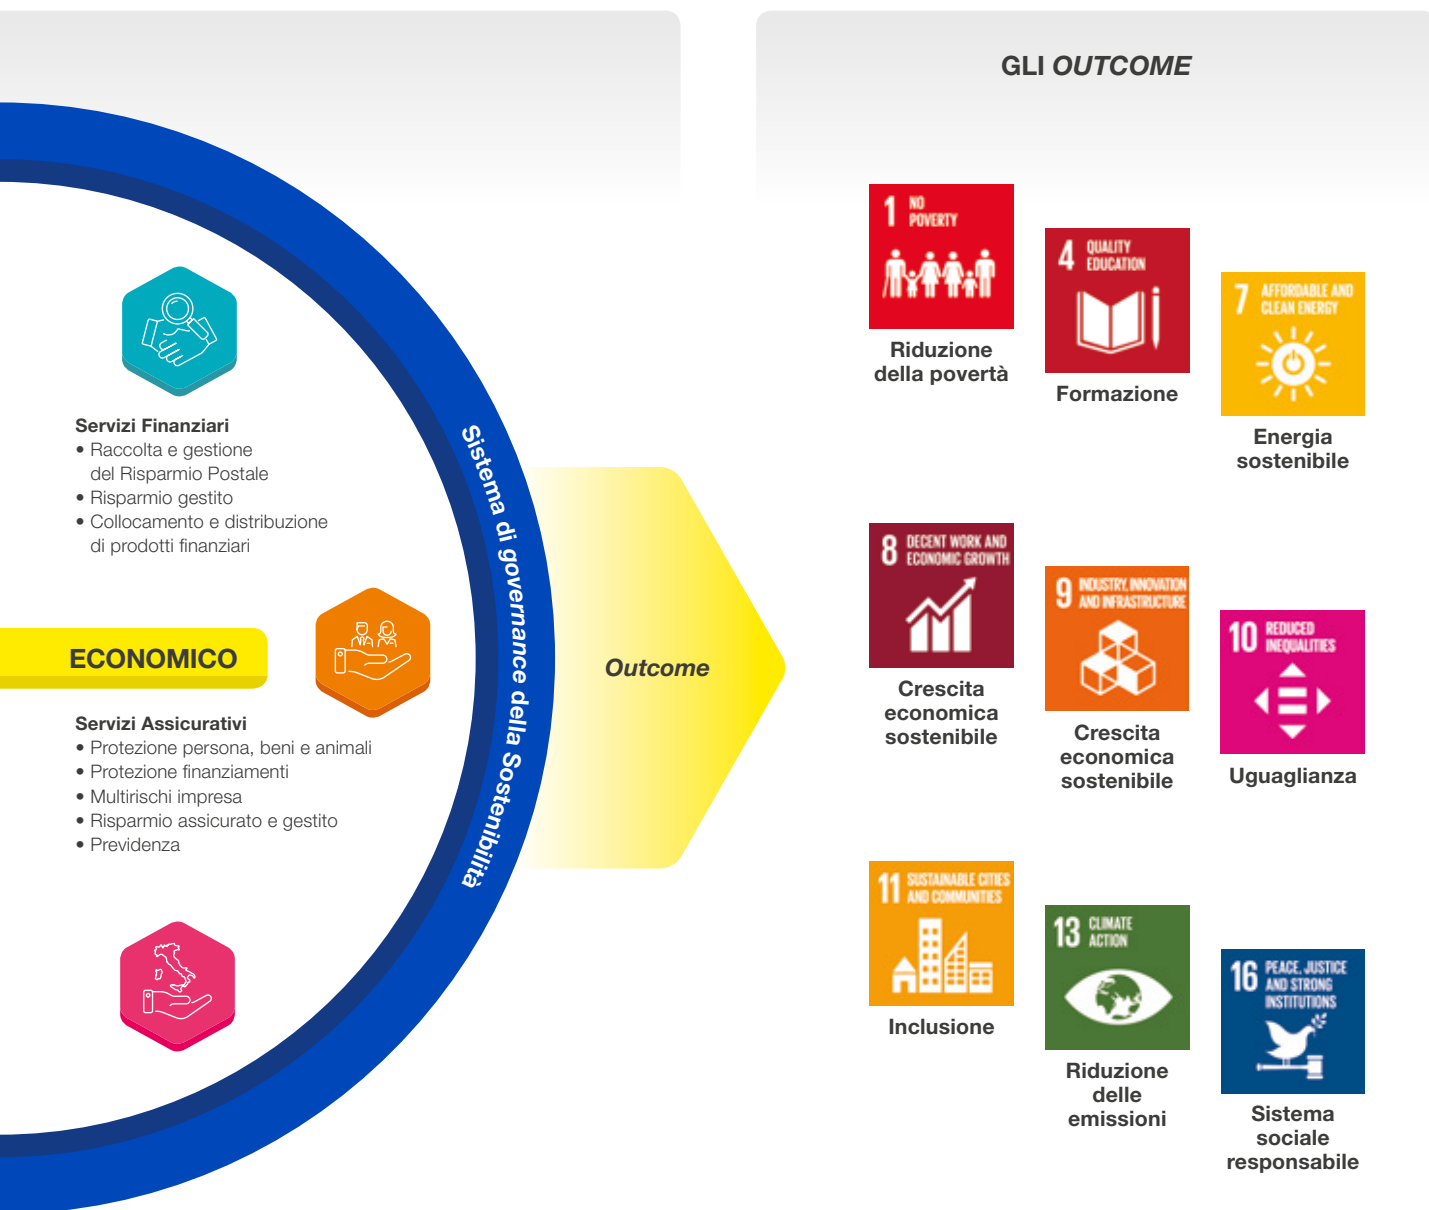 Servizi Finanziari
• Raccolta e gestione
del Risparmio Postale
• Risparmio gestito
• Collocamento e distribuzione
di prodotti finanziari
ECONOMICO
Servizi Assicurativi
• Protezione persona, beni e animali
• Protezione finanziamenti
• Multirischi impresa
• Risparmio assicurato e gestito
• Previdenza
Sistema di governance della Sostenibilità
Outcome
GLI OUTCOME
1 NO
POVERTY
Riduzione
della povertà
4 QUALITY
EDUCATION
Formazione
7 AFFORDABLE AND
CLEAN ENERGY
Energia
sostenibile
8 DECENT WORK AND
ECONOMIC GROWTH
Crescita
economica
sostenibile
9 INDUSTRY, INNOVATION
AND INFRASTRUCTURE
Crescita
economica
sostenibile
10 REDUCED
INEQUALITIES
Uguaglianza
11 SUSTAINABLE CITIES
AND COMMUNITIES
Inclusione
13 CLIMATE
ACTION
Riduzione
delle
emissioni
16 PEACE, JUSTICE
AND STRONG
INSTITUTIONS
Sistema
sociale
responsabile